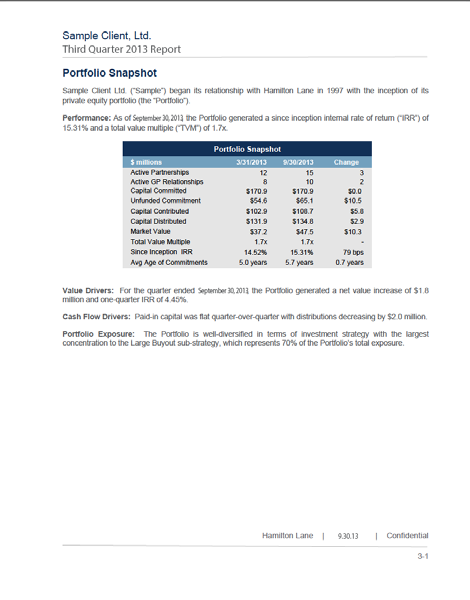 Sample Client, Ltd.
Third Quarter 2013 Report
Portfolio Snapshot
Sample Client Ltd. ("Sample") began its relationship with Hamilton Lane in 1997 with the inception of its
private equity portfolio (the "Portfolio").
Performance: As of September 30, 2013, the Portfolio generated a since inception internal rate of return ("IRR") of
15.31% and a total value multiple ("TVM") of 1.7x.
Portfolio Snapshot
$ millions 3/31/2013 9/30/2013 Change
Active Partnerships 12 15 3
Active GP Relationships 8 10 2
Capital Committed $170.9 $170.9 $0.0
Unfunded Commitment $54.6 $65.1 $10.5
Capital Contributed $102.9 $108.7 $5.8
Capital Distributed $131.9 $134.8 $2.9
Market Value $37.2 $47.5 $10.3
Total Value Multiple 1.7x 1.7x -
Since Inception IRR 14.52% 15.31% 79 bps
Avg Age of Commitments 5.0 years 5.7 years 0.7 years
Value Drivers: For the quarter ended September 30, 2013, the Portfolio generated a net value increase of $1.8
million and one-quarter IRR of 4.45%.
Cash Flow Drivers: Paid-in capital was flat quarter-over-quarter with distributions decreasing by $2.0 million.
Portfolio Exposure: The Portfolio is well-diversified in terms of investment strategy with the largest
concentration to the Large Buyout sub-strategy, which represents 70% of the Portfolio's total exposure.
Hamilton Lane | 9.30.13 | Confidential
3-1